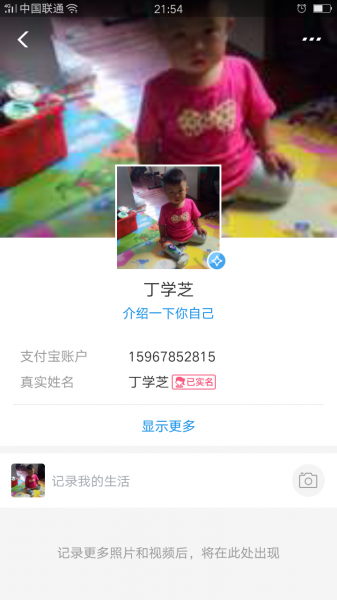 中国联通 21:54
丁学芝
介绍一下你自己
支付宝账户 15967852815
真实姓名 丁学芝 已实名
显示更多
记录我的生活
记录更多照片和视频后，将在此处出现